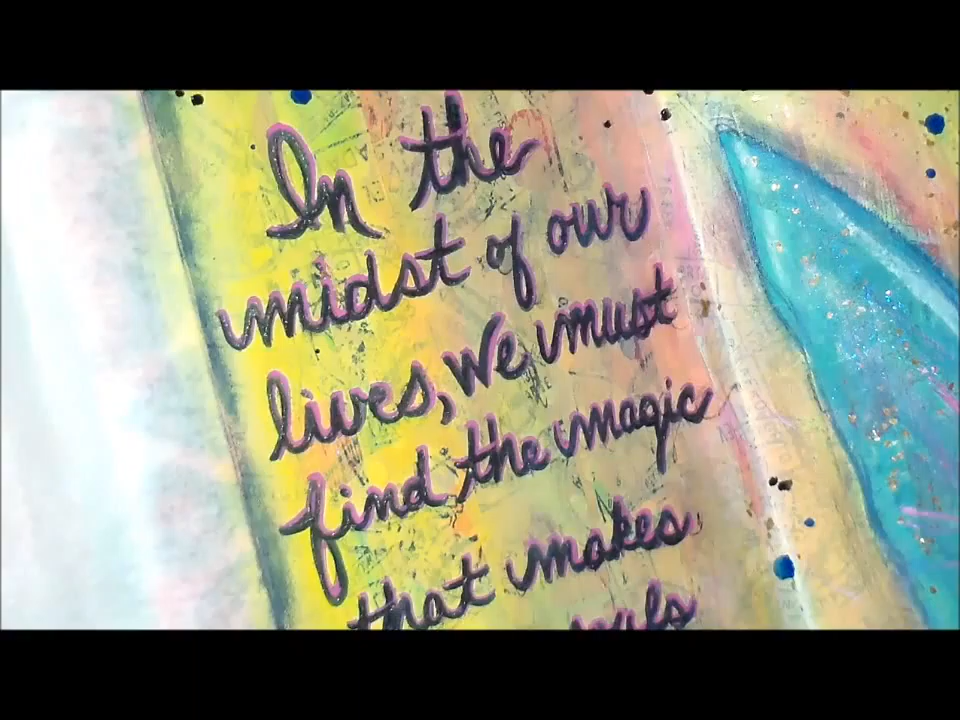 In the
midst of our
lives, we must
find the magic
that makes